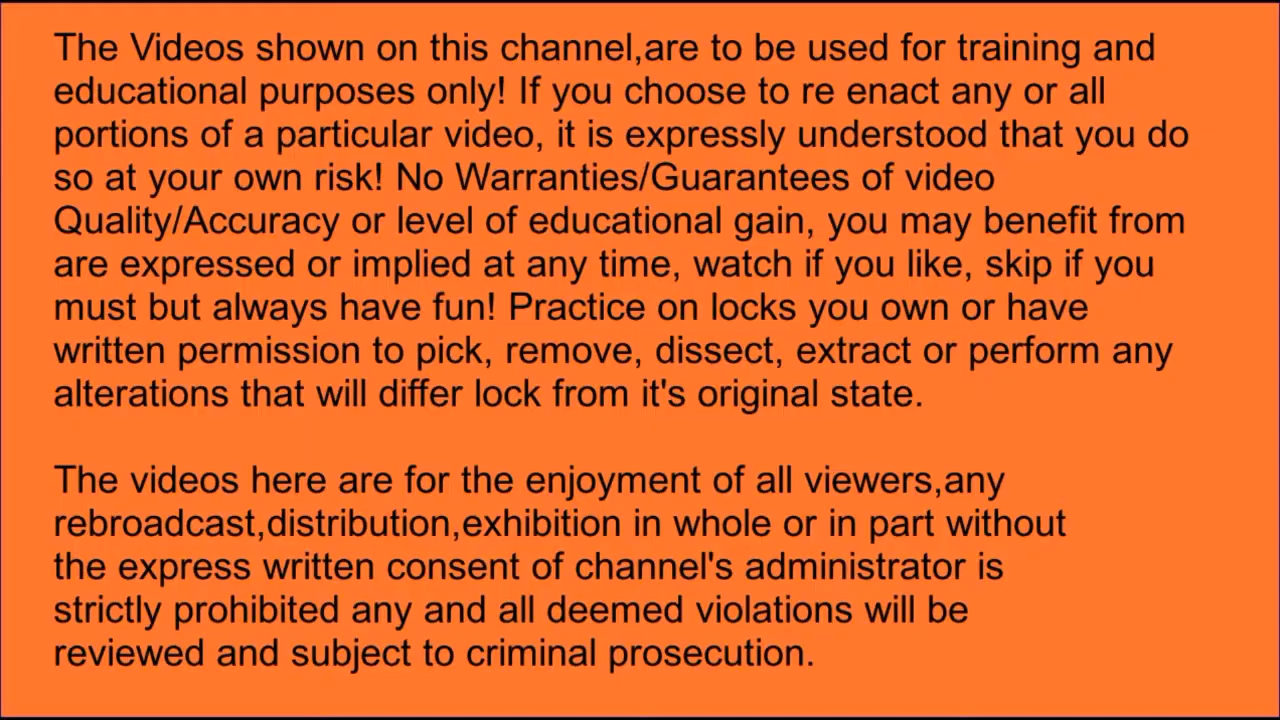 The Videos shown on this channel,are to be used for training and
educational purposes only! If you choose to re enact any or all
portions of a particular video, it is expressly understood that you do
so at your own risk! No Warranties/Guarantees of video
Quality/Accuracy or level of educational gain, you may benefit from
are expressed or implied at any time, watch if you like, skip if you
must but always have fun! Practice on locks you own or have
written permission to pick, remove, dissect, extract or perform any
alterations that will differ lock from it's original state.
The videos here are for the enjoyment of all viewers,any
rebroadcast,distribution,exhibition in whole or in part without
the express written consent of channel's administrator is
strictly prohibited any and all deemed violations will be
reviewed and subject to criminal prosecution.